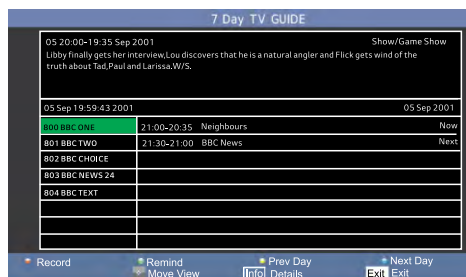 7 Day TV GUIDE
05 20:00-19:35 Sep 2001 Show/Game Show
Libby finally gets her interview,Lou discovers that he is a natural angler and Flick gets wind of the
truth about Tad,Paul and Larissa.W/S.
05 Sep 19:59:43 2001 05 Sep 2001
800 BBC ONE 21:00-20:35 Neighbours Now
801 BBC TWO 21:30-21:00 BBC News Next
802 BBC CHOICE
803 BBC NEWS 24
804 BBC TEXT
Record Remind Prev Day Next Day
Move View Info Details Exit Exit